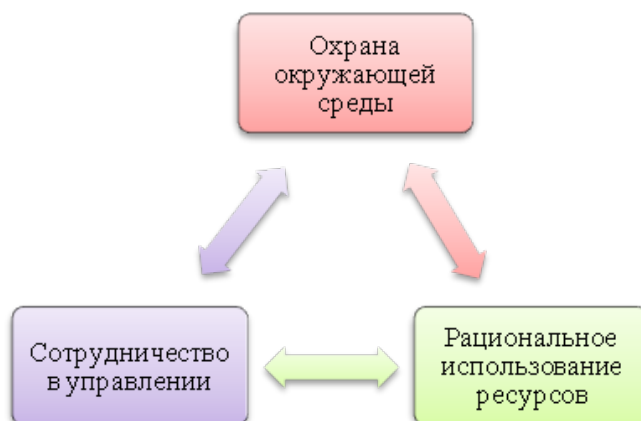 Охрана
окружающей
среды
Сотрудничество
в управлении
Рациональное
использование
ресурсов